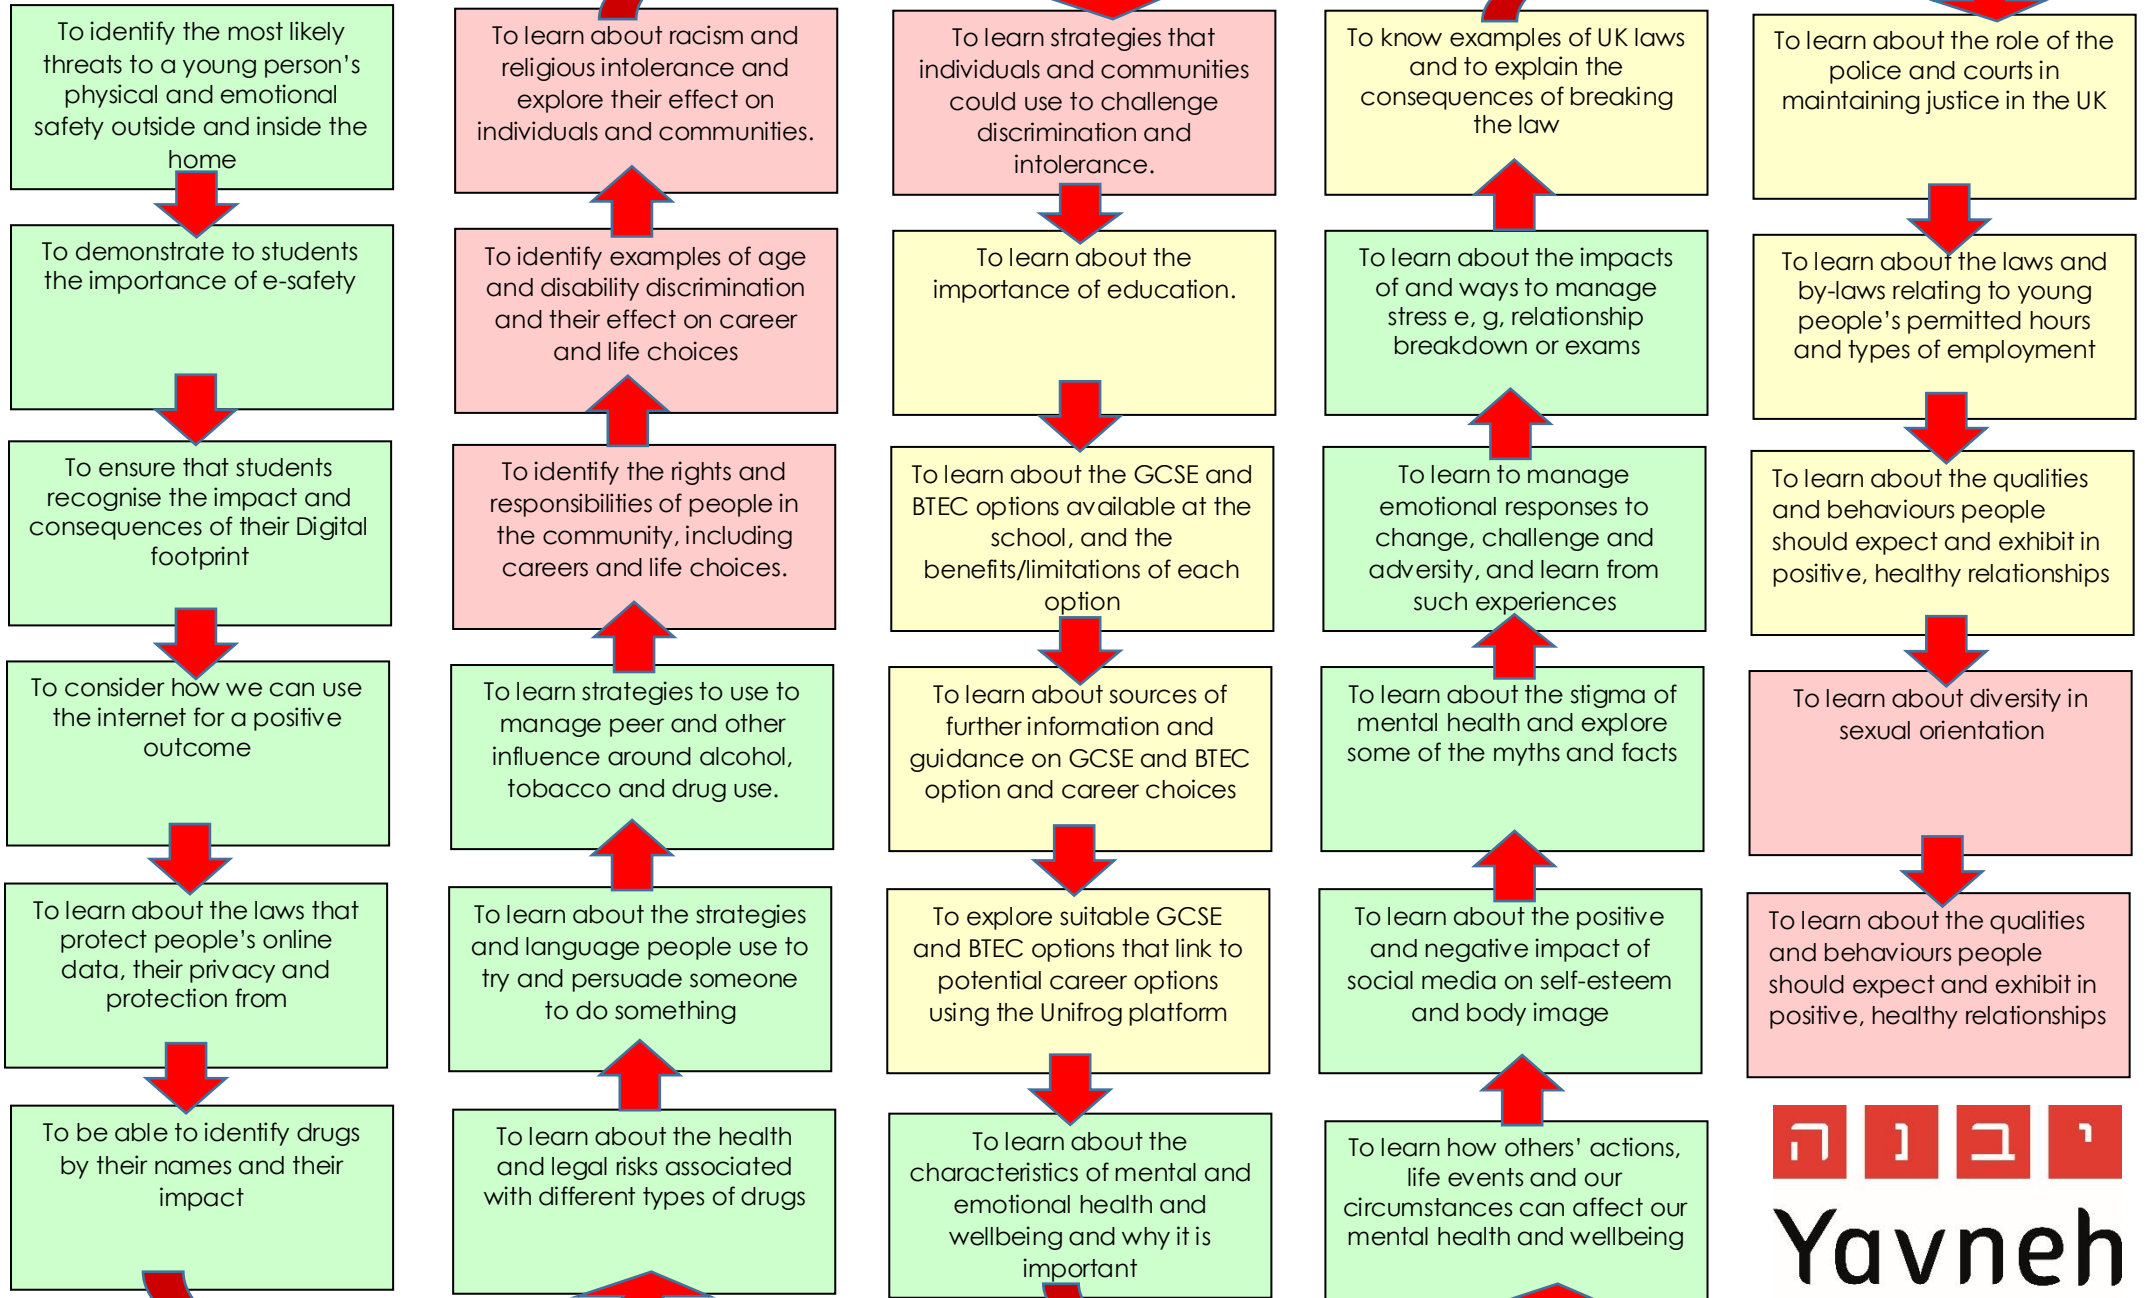 To identify the most likely
threats to a young person’s
physical and emotional
safety outside and inside the
home
To demonstrate to students
the importance of e-safety
To ensure that students
recognise the impact and
consequences of their Digital
footprint
To consider how we can use
the internet for a positive
outcome
To learn about the laws that
protect people’s online
data, their privacy and
protection from
To be able to identify drugs
by their names and their
impact
To learn about the health
and legal risks associated
with different types of drugs
To learn about the strategies
and language people use to
try and persuade someone
to do something
To learn strategies to use to
manage peer and other
influence around alcohol,
tobacco and drug use.
To identify the rights and
responsibilities of people in
the community, including
careers and life choices.
To identify examples of age
and disability discrimination
and their effect on career
and life choices
To learn about racism and
religious intolerance and
explore their effect on
individuals and communities.
To learn strategies that
individuals and communities
could use to challenge
discrimination and
intolerance.
To learn about the
importance of education.
To learn about the GCSE and
BTEC options available at the
school, and the
benefits/limitations of each
option
To learn about sources of
further information and
guidance on GCSE and BTEC
option and career choices
To explore suitable GCSE
and BTEC options that link to
potential career options
using the Unifrog platform
To learn about the
characteristics of mental and
emotional health and
wellbeing and why it is
important
To learn how others’ actions,
life events and our
circumstances can affect our
mental health and wellbeing
To learn about the positive
and negative impact of
social media on self-esteem
and body image
To learn about the stigma of
mental health and explore
some of the myths and facts
To learn to manage
emotional responses to
change, challenge and
adversity, and learn from
such experiences
To learn about the impacts
of and ways to manage
stress e, g, relationship
breakdown or exams
To know examples of UK laws
and to explain the
consequences of breaking
the law
To learn about the role of the
police and courts in
maintaining justice in the UK
To learn about the laws and
by-laws relating to young
people’s permitted hours
and types of employment
To learn about the qualities
and behaviours people
should expect and exhibit in
positive, healthy relationships
To learn about diversity in
sexual orientation
To learn about the qualities
and behaviours people
should expect and exhibit in
positive, healthy relationships
יבנה
Yavneh